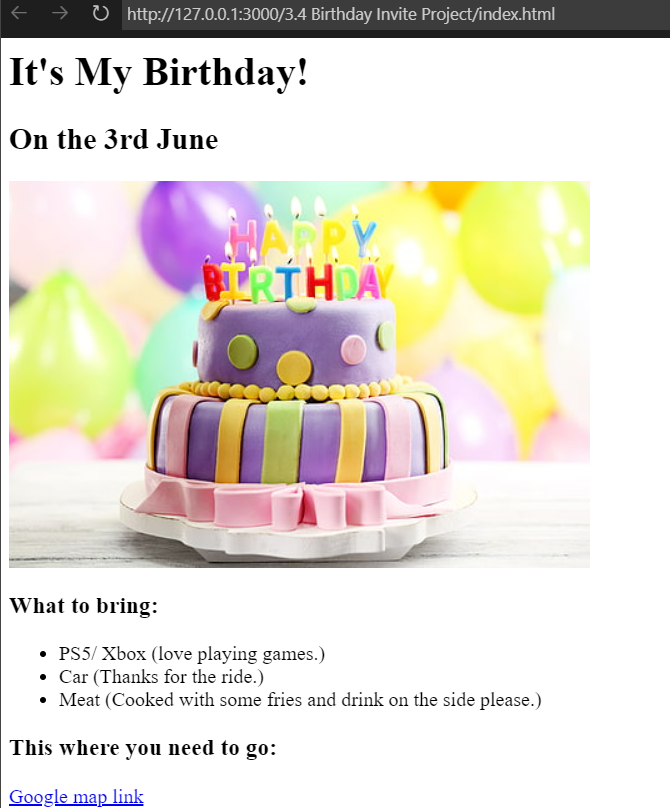 http://127.0.0.1:3000/3.4 Birthday Invite Project/index.html
It's My Birthday!
On the 3rd June
HAPPY
BIRTHDAY
What to bring:
PS5/ Xbox (love playing games.)
Car (Thanks for the ride.)
Meat (Cooked with some fries and drink on the side please.)
This where you need to go:
Google map link